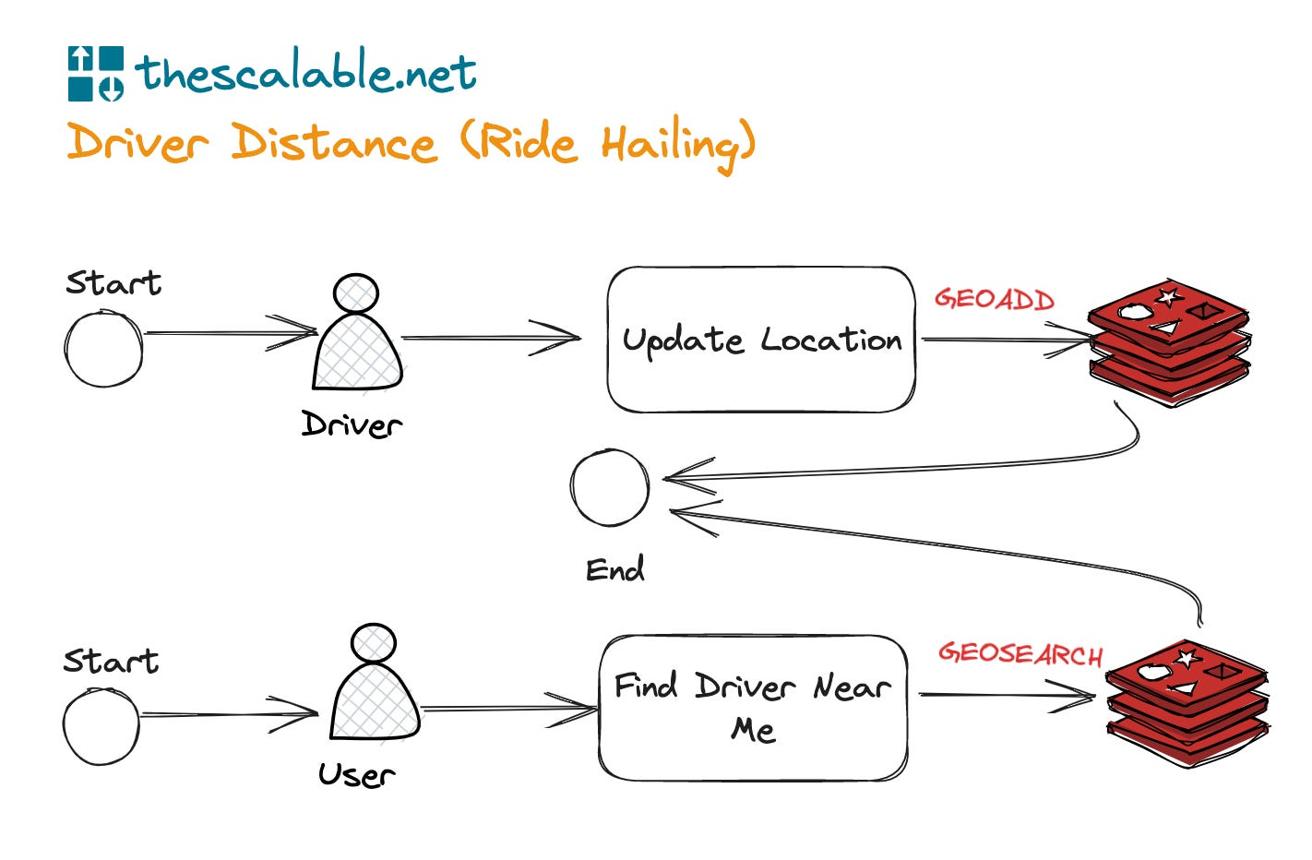 thescalable.net
Driver Distance (Ride Hailing)
Start
Driver
Update Location
GEOADD
End
Start
User
Find Driver Near
Me
GEOSEARCH